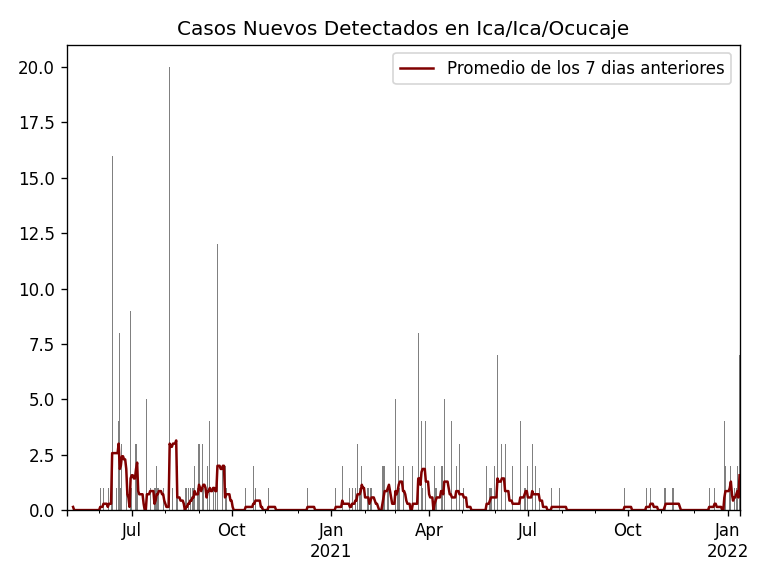 Casos Nuevos Detectados en Ica/Ica/Ocucaje
Promedio de los 7 dias anteriores
20.0
17.5
15.0
12.5
10.0
7.5
5.0
2.5
0.0
Jul
Oct
Jan
2021
Apr
Jul
Oct
Jan
2022